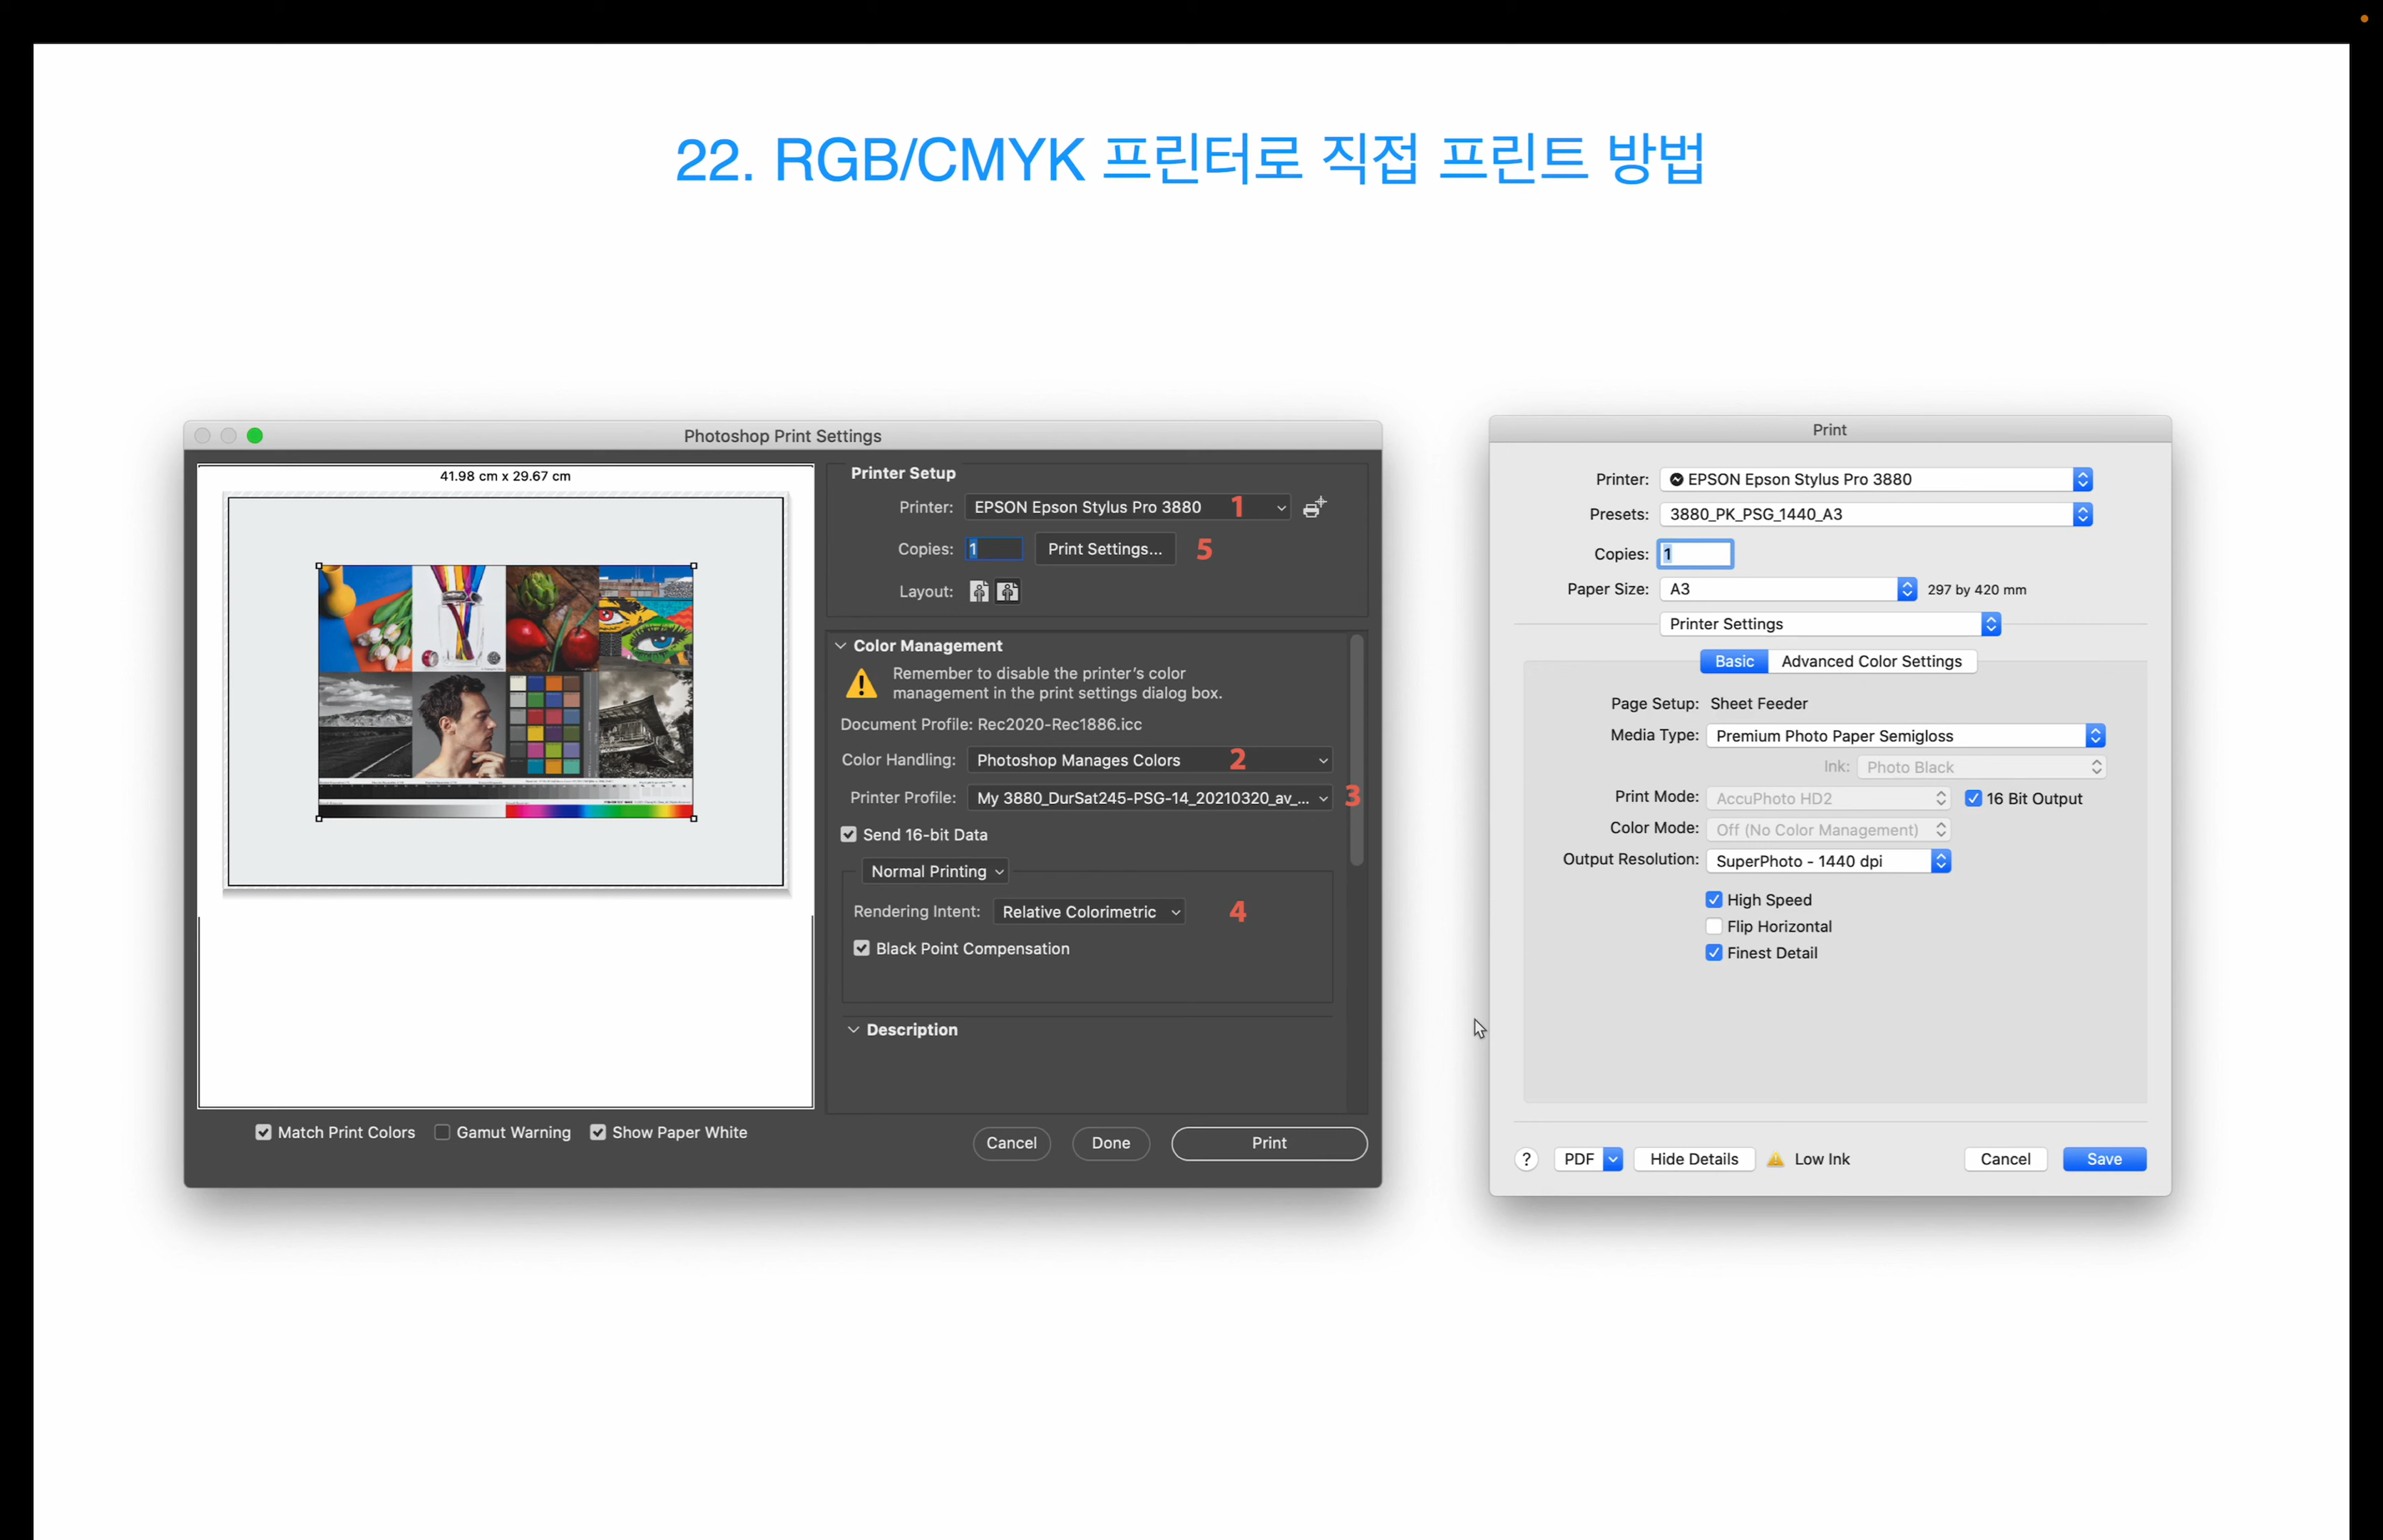 22. RGB/CMYK 프린터로 직접 프린트 방법
Photoshop Print Settings
41.98 cm x 29.67 cm
Printer Setup
Printer: EPSON Epson Stylus Pro 3880 1
Copies: 1 Print Settings... 5
Layout:
Color Management
Remember to disable the printer's color
management in the print settings dialog box.
Document Profile: Rec2020-Rec1886.icc
Color Handling: Photoshop Manages Colors 2
Printer Profile: My 3880_DurSat245-PSG-14_20210320_av_... 3
Send 16-bit Data
Normal Printing
Rendering Intent: Relative Colorimetric 4
Black Point Compensation
Description
Match Print Colors Gamut Warning Show Paper White
Cancel Done Print
Print
Printer: EPSON Epson Stylus Pro 3880
Presets: 3880_PK_PSG_1440_A3
Copies: 1
Paper Size: A3 297 by 420 mm
Printer Settings
Basic Advanced Color Settings
Page Setup: Sheet Feeder
Media Type: Premium Photo Paper Semigloss
Ink: Photo Black
Print Mode: AccuPhoto HD2 16 Bit Output
Color Mode: Off (No Color Management)
Output Resolution: SuperPhoto - 1440 dpi
High Speed
Flip Horizontal
Finest Detail
? PDF Hide Details Low Ink Cancel Save